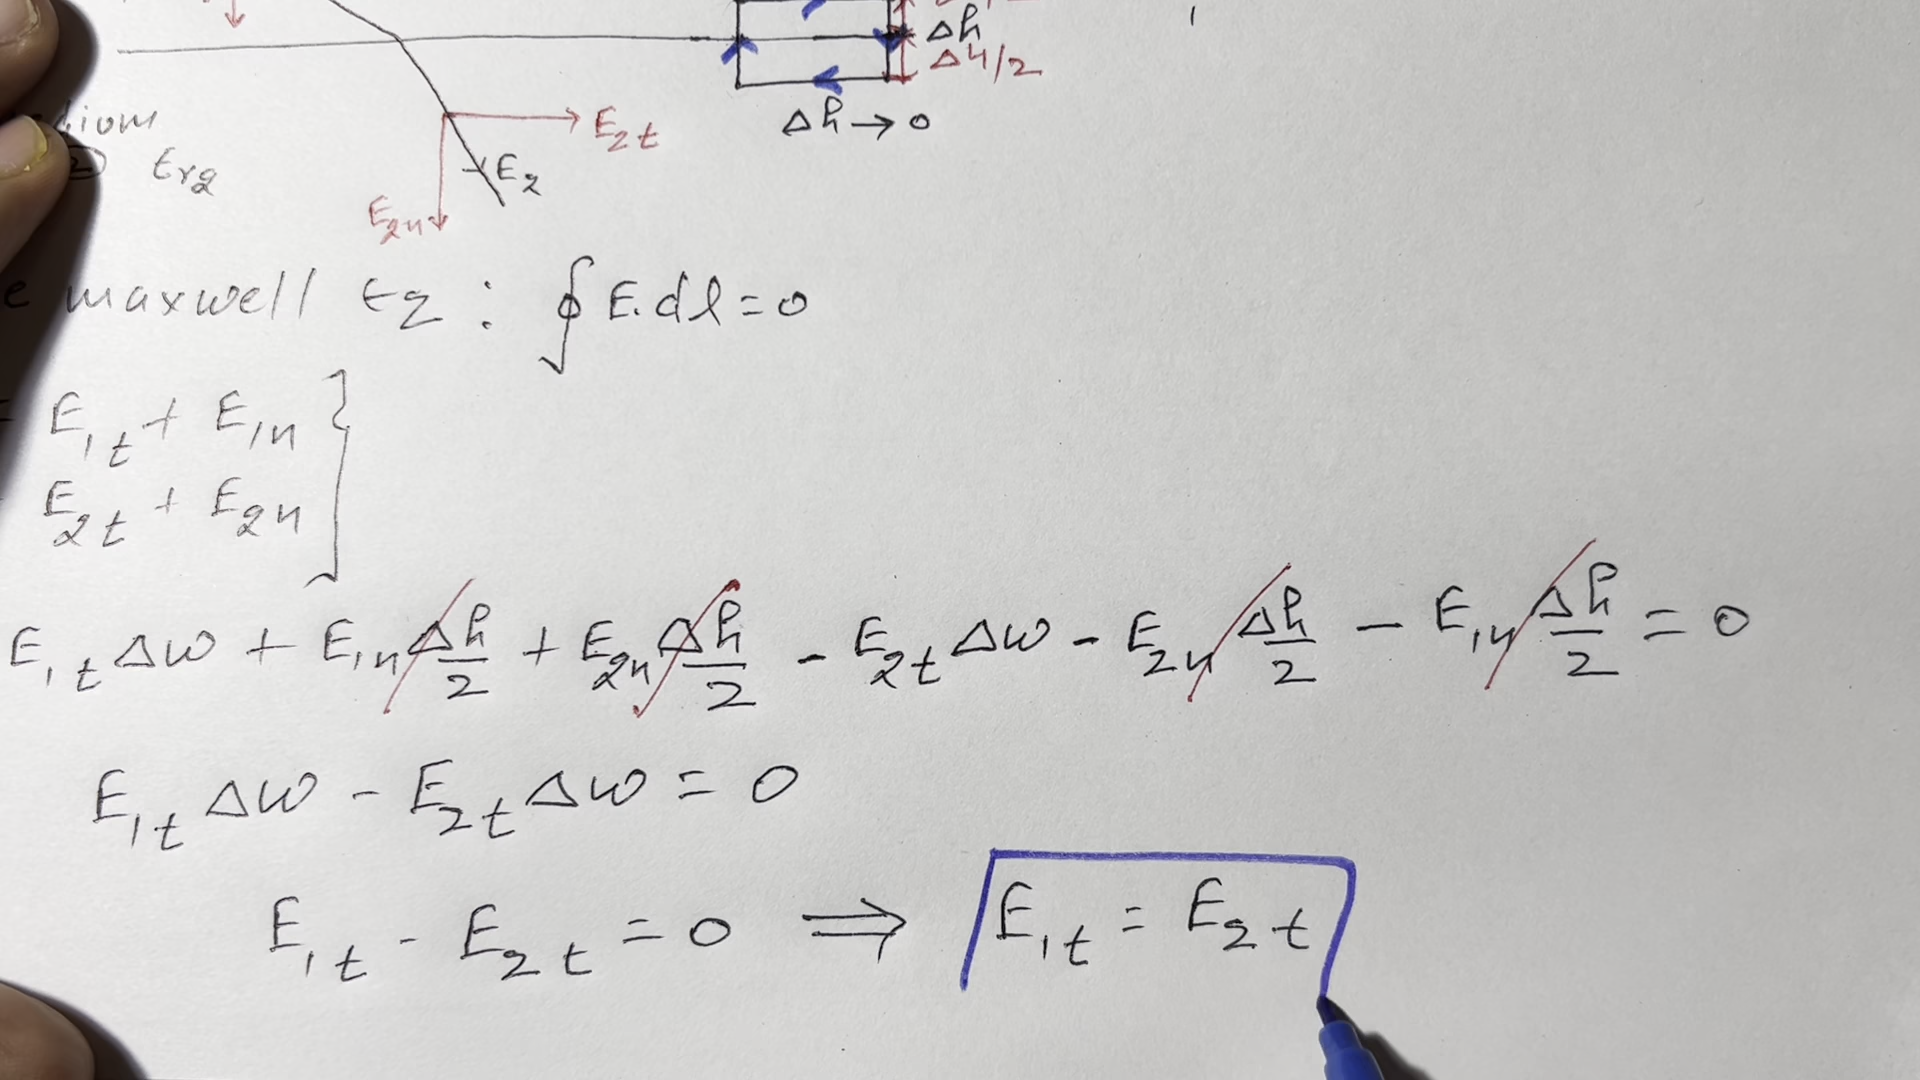 Δh
Δh/2
Δh → 0
E₂t
② εr₂
E₂
E₂n
maxwell Eq : ∮ E.dl = 0
= E₁t + E₁n
E₂t + E₂n
E₁t Δw + E₁n Δh/2 + E₂n Δh/2 - E₂t Δw - E₂n Δh/2 - E₁n Δh/2 = 0
E₁t Δw - E₂t Δw = 0
E₁t - E₂t = 0 ⟹ E₁t = E₂t